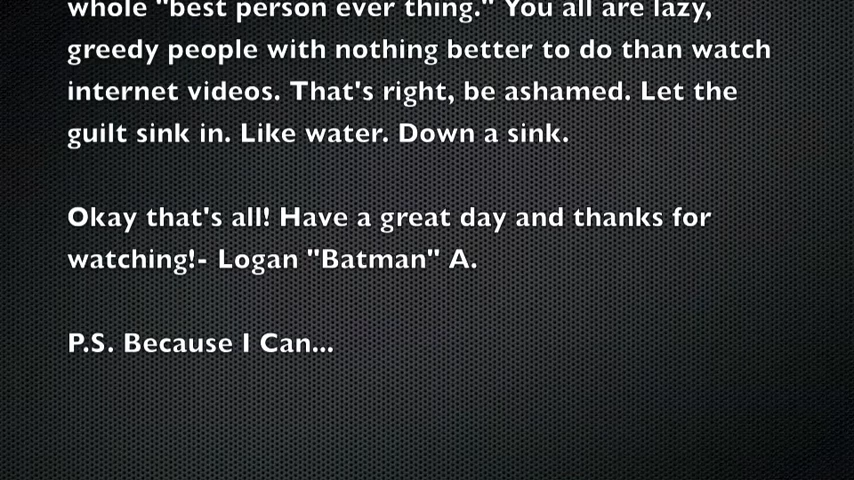 whole "best person ever thing." You all are lazy,
greedy people with nothing better to do than watch
internet videos. That's right, be ashamed. Let the
guilt sink in. Like water. Down a sink.
Okay that's all! Have a great day and thanks for
watching!- Logan "Batman" A.
P.S. Because I Can...